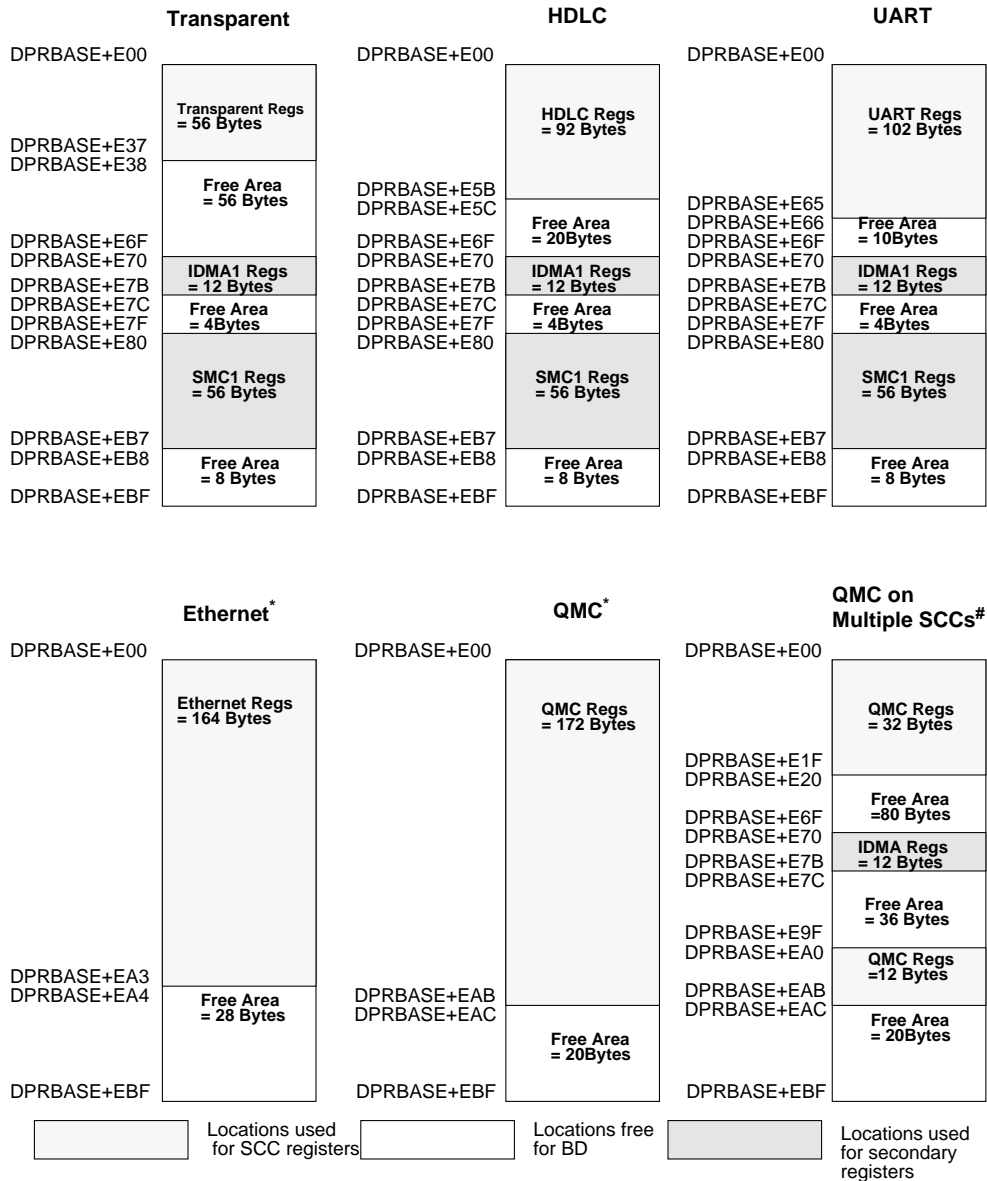 Transparent
DPRBASE+E00
Transparent Regs
= 56 Bytes
DPRBASE+E37
DPRBASE+E38
Free Area
= 56 Bytes
DPRBASE+E6F
DPRBASE+E70
IDMA1 Regs
= 12 Bytes
DPRBASE+E7B
DPRBASE+E7C
Free Area
= 4Bytes
DPRBASE+E7F
DPRBASE+E80
SMC1 Regs
= 56 Bytes
DPRBASE+EB7
DPRBASE+EB8
Free Area
= 8 Bytes
DPRBASE+EBF
HDLC
DPRBASE+E00
HDLC Regs
= 92 Bytes
DPRBASE+E5B
DPRBASE+E5C
Free Area
= 20Bytes
DPRBASE+E6F
DPRBASE+E70
IDMA1 Regs
= 12 Bytes
DPRBASE+E7B
DPRBASE+E7C
Free Area
= 4Bytes
DPRBASE+E7F
DPRBASE+E80
SMC1 Regs
= 56 Bytes
DPRBASE+EB7
DPRBASE+EB8
Free Area
= 8 Bytes
DPRBASE+EBF
UART
DPRBASE+E00
UART Regs
= 102 Bytes
DPRBASE+E65
DPRBASE+E66
Free Area
= 10Bytes
DPRBASE+E6F
DPRBASE+E70
IDMA1 Regs
= 12 Bytes
DPRBASE+E7B
DPRBASE+E7C
Free Area
= 4Bytes
DPRBASE+E7F
DPRBASE+E80
SMC1 Regs
= 56 Bytes
DPRBASE+EB7
DPRBASE+EB8
Free Area
= 8 Bytes
DPRBASE+EBF
Ethernet*
DPRBASE+E00
Ethernet Regs
= 164 Bytes
DPRBASE+EA3
DPRBASE+EA4
Free Area
= 28 Bytes
DPRBASE+EBF
QMC*
DPRBASE+E00
QMC Regs
= 172 Bytes
DPRBASE+EAB
DPRBASE+EAC
Free Area
= 20Bytes
DPRBASE+EBF
QMC on
Multiple SCCs#
DPRBASE+E00
QMC Regs
= 32 Bytes
DPRBASE+E1F
DPRBASE+E20
Free Area
=80 Bytes
DPRBASE+E6F
DPRBASE+E70
IDMA Regs
= 12 Bytes
DPRBASE+E7B
DPRBASE+E7C
Free Area
= 36 Bytes
DPRBASE+E9F
DPRBASE+EA0
QMC Regs
=12 Bytes
DPRBASE+EAB
DPRBASE+EAC
Free Area
= 20Bytes
DPRBASE+EBF
Locations used
for SCC registers
Locations free
for BD
Locations used
for secondary
registers